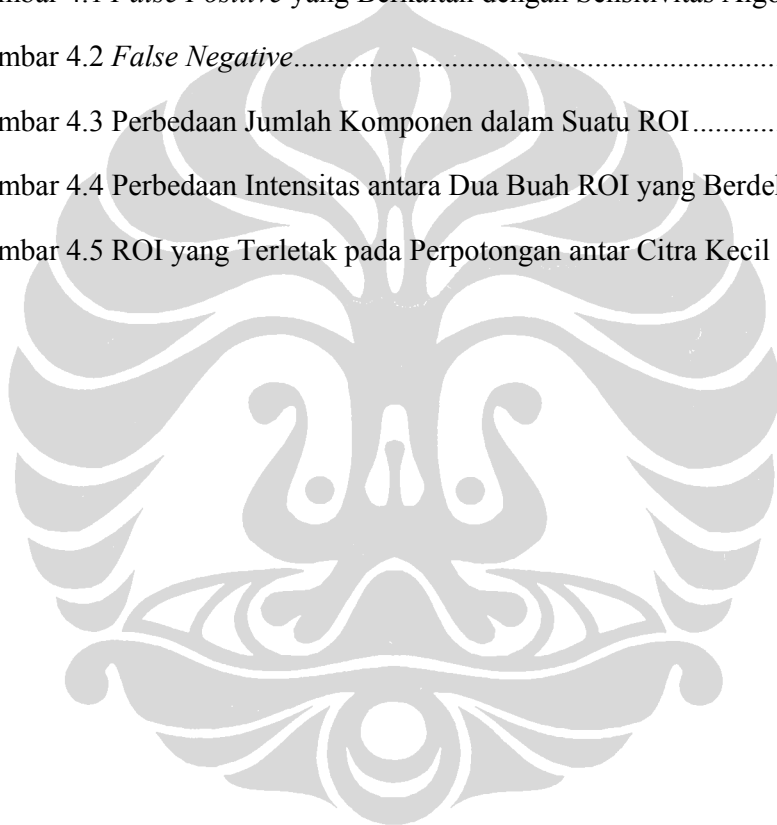 mbar 4.1 False Positive yang Berkaitan dengan Sensitivitas Algo
mbar 4.2 False Negative.................................................................
mbar 4.3 Perbedaan Jumlah Komponen dalam Suatu ROI...........
mbar 4.4 Perbedaan Intensitas antara Dua Buah ROI yang Berdel
mbar 4.5 ROI yang Terletak pada Perpotongan antar Citra Kecil